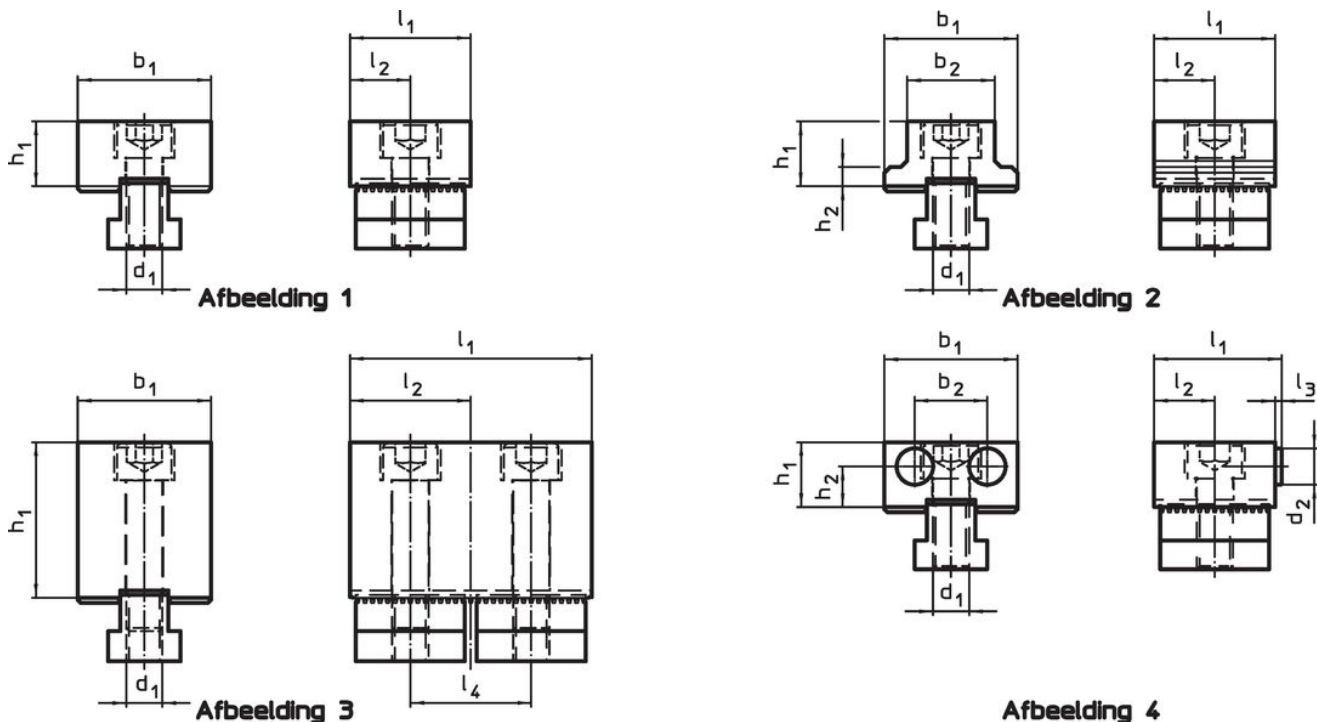 b₁
l₁
l₂
h₁
d₁
Afbeelding 1
b₁
b₂
l₁
l₂
h₁
h₂
d₁
Afbeelding 2
b₁
l₁
l₂
h₁
d₁
l₄
Afbeelding 3
b₁
b₂
l₁
l₂
l₃
h₁
h₂
d₂
d₁
Afbeelding 4